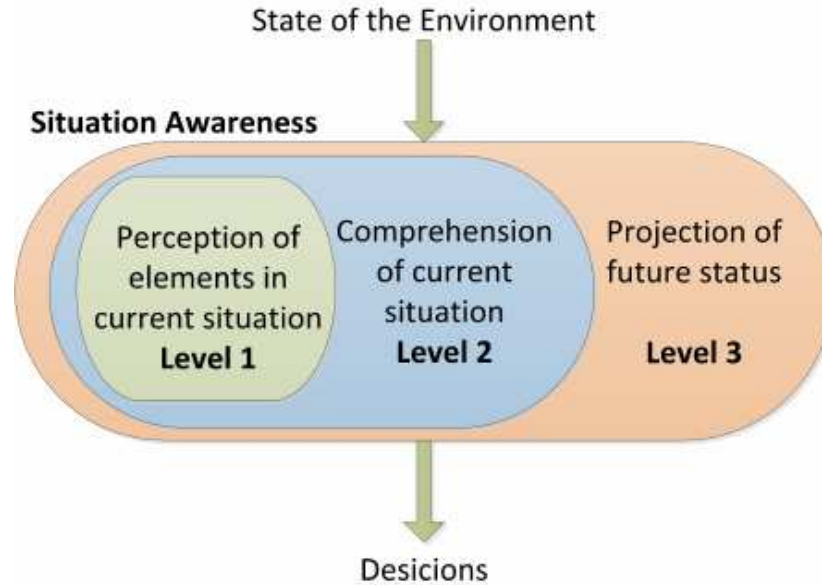 State of the Environment
Situation Awareness
Perception of
elements in
current situation
Level 1
Comprehension
of current
situation
Level 2
Projection of
future status
Level 3
Desicions